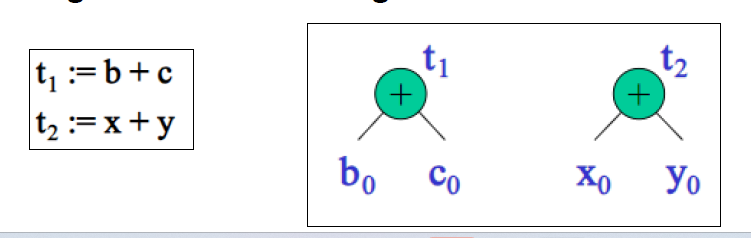 t₁ := b + c
t₂ := x + y
t₁
t₂
+
+
b₀ c₀
x₀ y₀